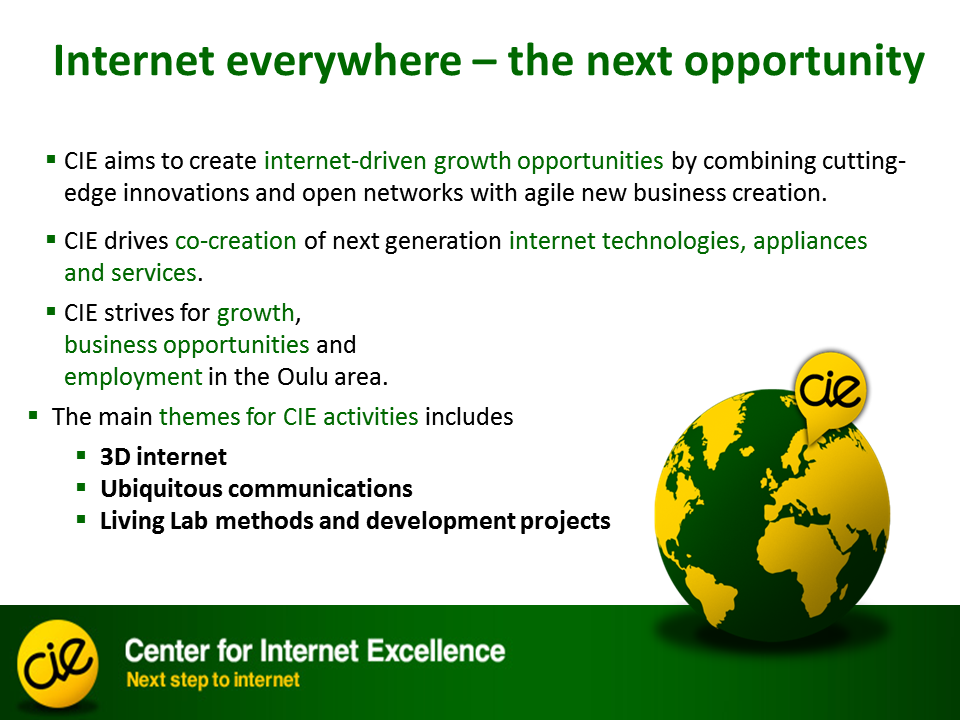 Internet everywhere – the next opportunity
▪ CIE aims to create internet-driven growth opportunities by combining cutting-
edge innovations and open networks with agile new business creation.
▪ CIE drives co-creation of next generation internet technologies, appliances
and services.
▪ CIE strives for growth,
business opportunities and
employment in the Oulu area.
▪ The main themes for CIE activities includes
▪ 3D internet
▪ Ubiquitous communications
▪ Living Lab methods and development projects
cie
cie
Center for Internet Excellence
Next step to internet